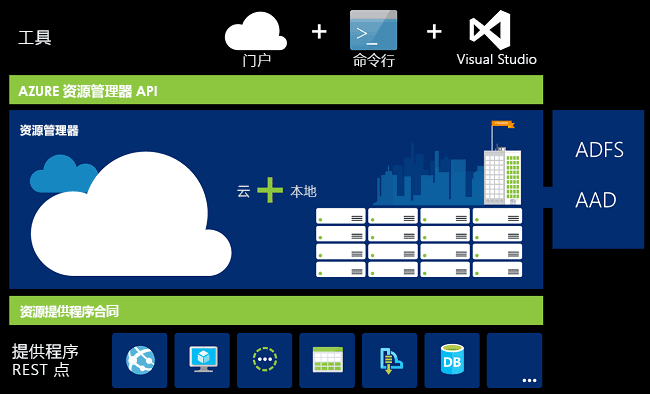 工具
门户
命令行
Visual Studio
AZURE 资源管理器 API
资源管理器
云
本地
ADFS
AAD
资源提供程序合同
提供程序
REST 点
DB
...